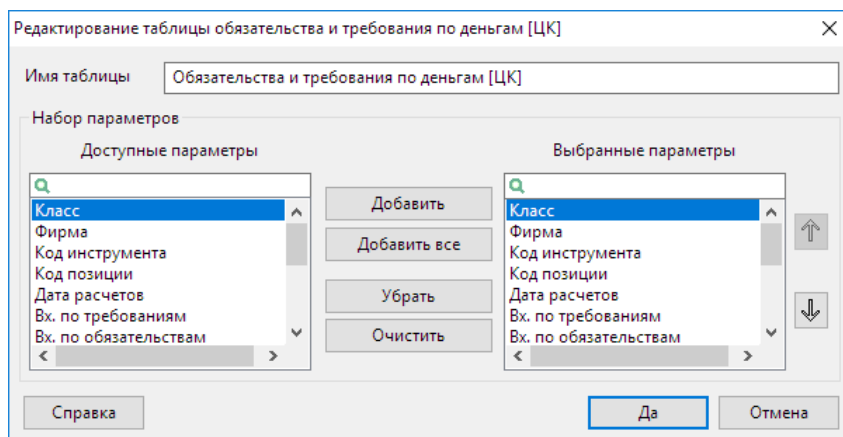 Редактирование таблицы обязательства и требования по деньгам [ЦК]
Имя таблицы
Обязательства и требования по деньгам [ЦК]
Набор параметров
Доступные параметры
Класс
Фирма
Код инструмента
Код позиции
Дата расчетов
Вх. по требованиям
Вх. по обязательствам
Добавить
Добавить все
Убрать
Очистить
Выбранные параметры
Класс
Фирма
Код инструмента
Код позиции
Дата расчетов
Вх. по требованиям
Вх. по обязательствам
Справка
Да
Отмена